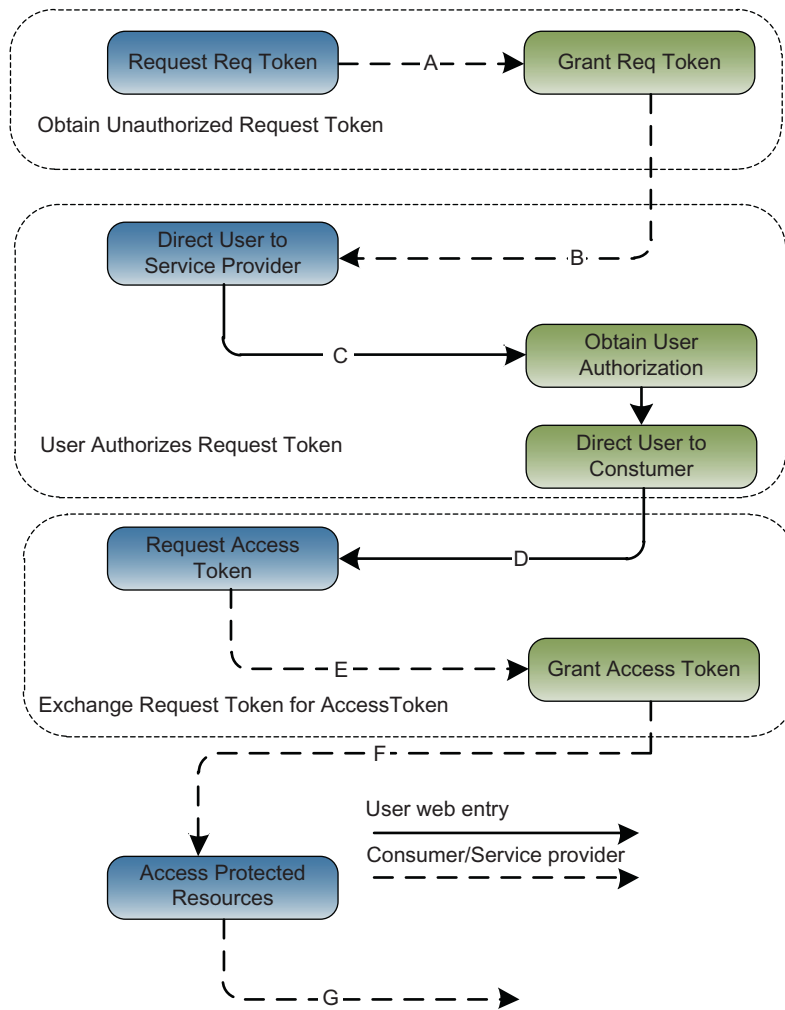 Request Req Token
A
Grant Req Token
Obtain Unauthorized Request Token
Direct User to
Service Provider
B
C
Obtain User
Authorization
User Authorizes Request Token
Direct User to
Constumer
Request Access
Token
D
E
Grant Access Token
Exchange Request Token for AccessToken
F
User web entry
Consumer/Service provider
Access Protected
Resources
G